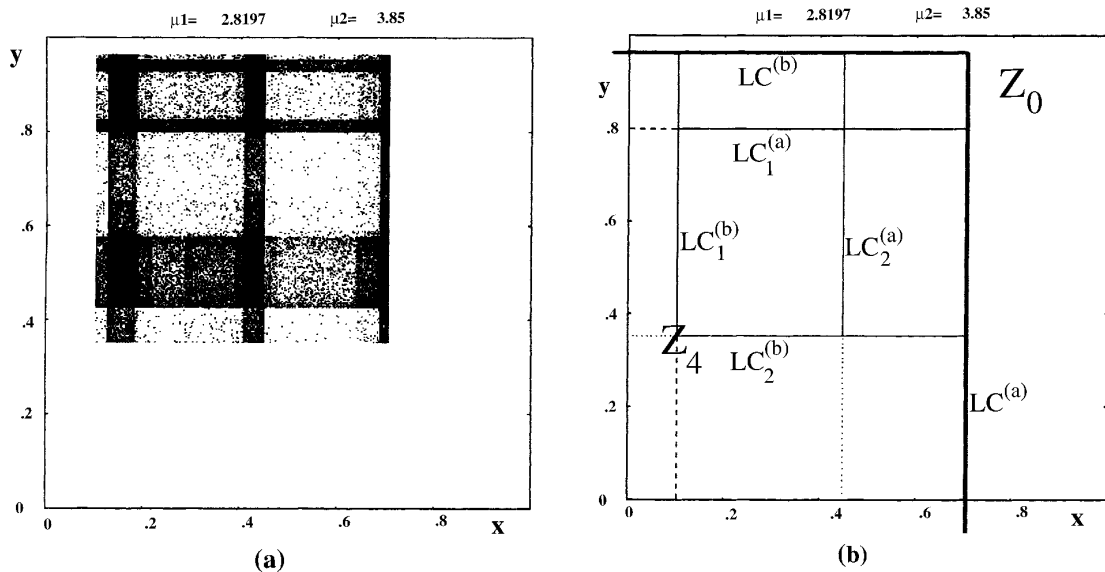 μ1= 2.8197 μ2= 3.85
y
.8
.6
.4
.2
0
0 .2 .4 .6 x
(a)
μ1= 2.8197 μ2= 3.85
y
LC(b)
Z0
.8
LC1(a)
.6
LC1(b) LC2(a)
.4
Z4 LC2(b)
LC(a)
.2
0
0 .2 .4 .6 .8 x
(b)